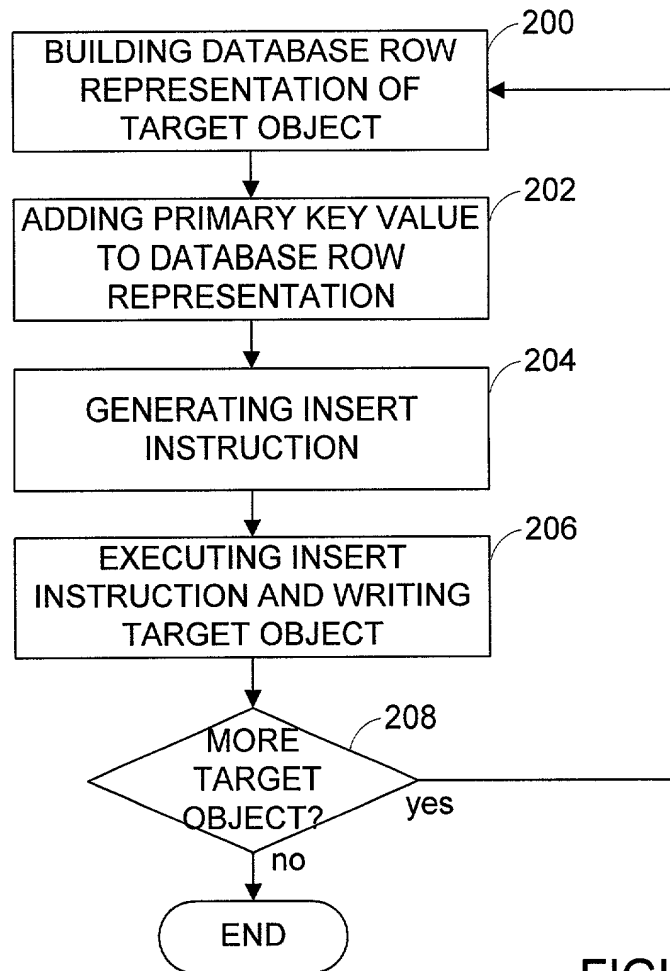 200
BUILDING DATABASE ROW
REPRESENTATION OF
TARGET OBJECT
202
ADDING PRIMARY KEY VALUE
TO DATABASE ROW
REPRESENTATION
204
GENERATING INSERT
INSTRUCTION
206
EXECUTING INSERT
INSTRUCTION AND WRITING
TARGET OBJECT
208
MORE
TARGET
OBJECT?
yes
no
END